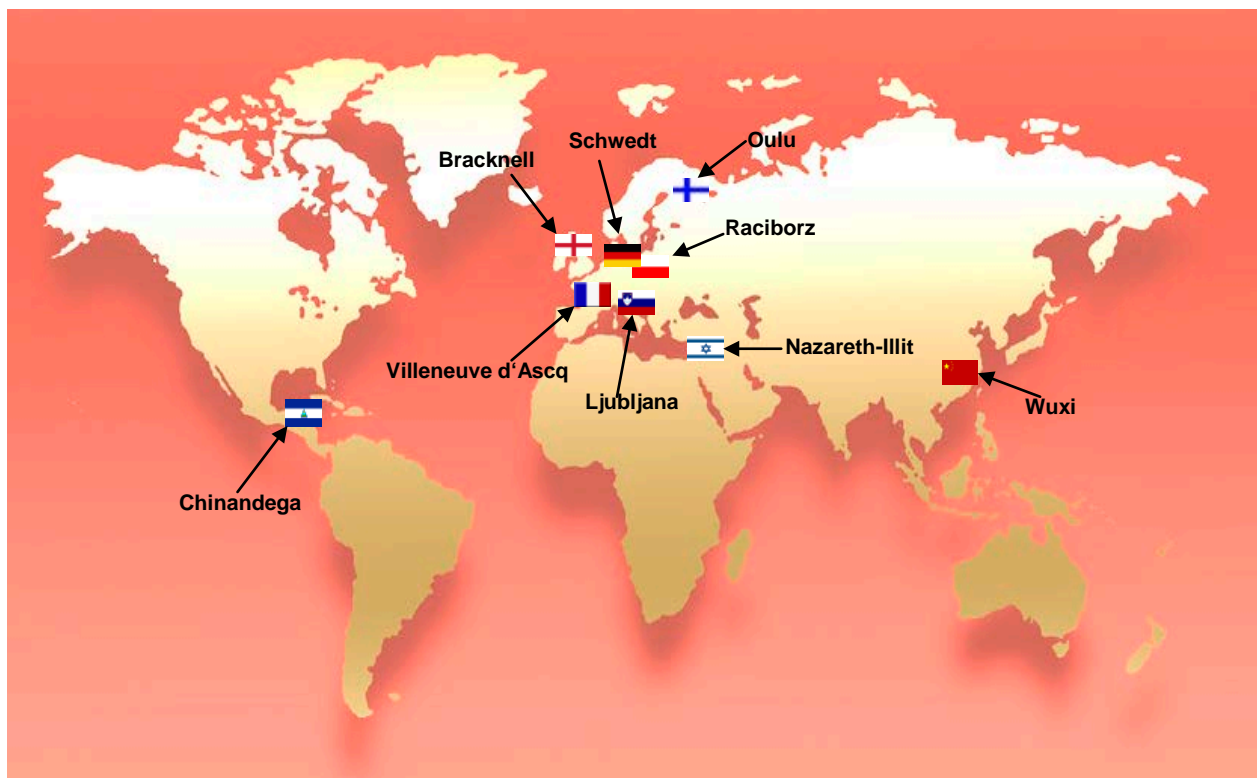 Schwedt
Oulu
Bracknell
Raciborz
Nazareth-Illit
Villeneuve d‘Ascq
Ljubljana
Wuxi
Chinandega